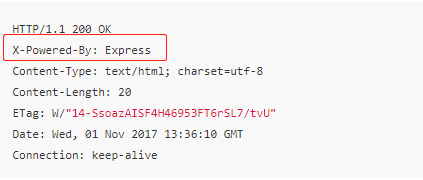 HTTP/1.1 200 OK
X-Powered-By: Express
Content-Type: text/html; charset=utf-8
Content-Length: 20
ETag: W/"14-SsoazAISF4H46953FT6rSL7/tvU"
Date: Wed, 01 Nov 2017 13:36:10 GMT
Connection: keep-alive